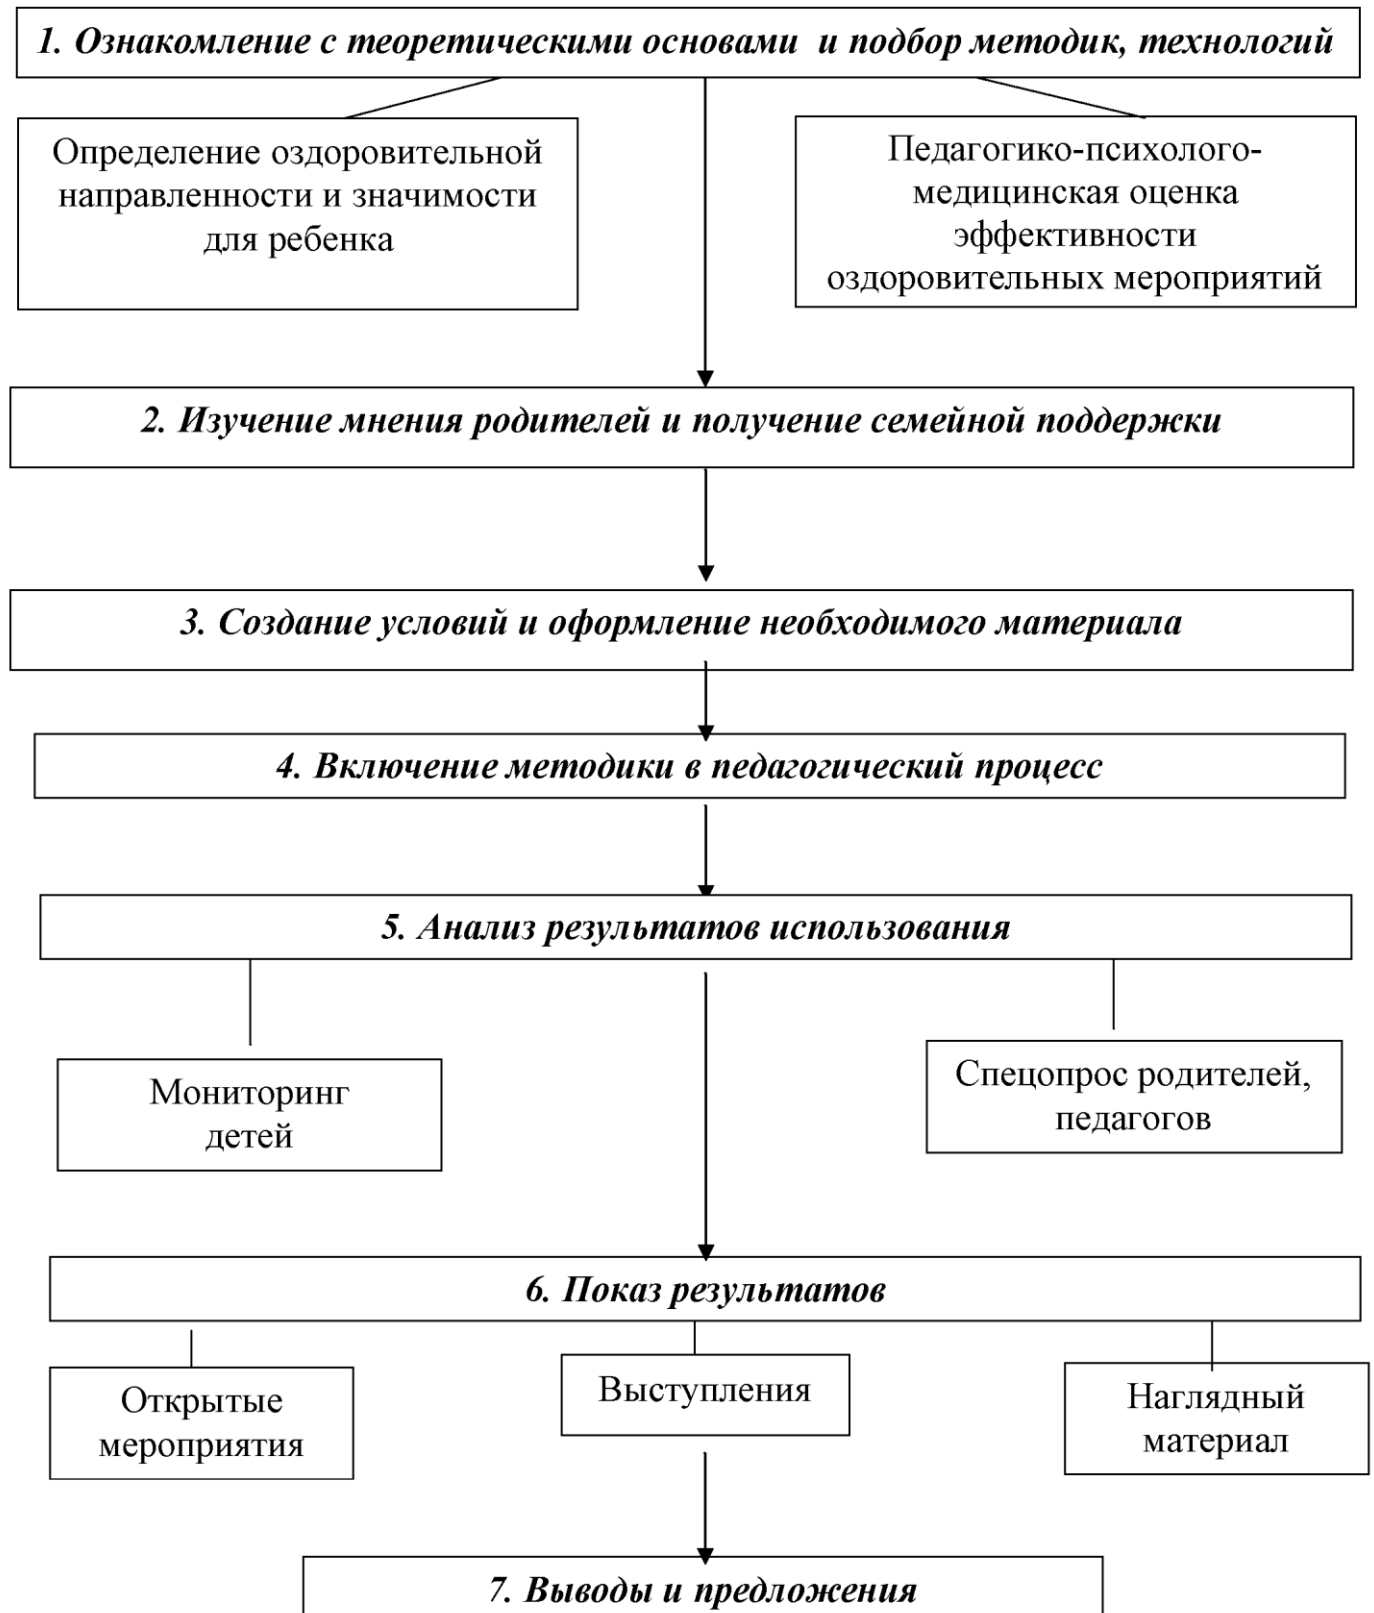 1. Ознакомление с теоретическими основами и подбор методик, технологий
Определение оздоровительной
направленности и значимости
для ребенка
Педагогико-психолого-
медицинская оценка
эффективности
оздоровительных мероприятий
2. Изучение мнения родителей и получение семейной поддержки
3. Создание условий и оформление необходимого материала
4. Включение методики в педагогический процесс
5. Анализ результатов использования
Мониторинг
детей
Спецопрос родителей,
педагогов
6. Показ результатов
Открытые
мероприятия
Выступления
Наглядный
материал
7. Выводы и предложения